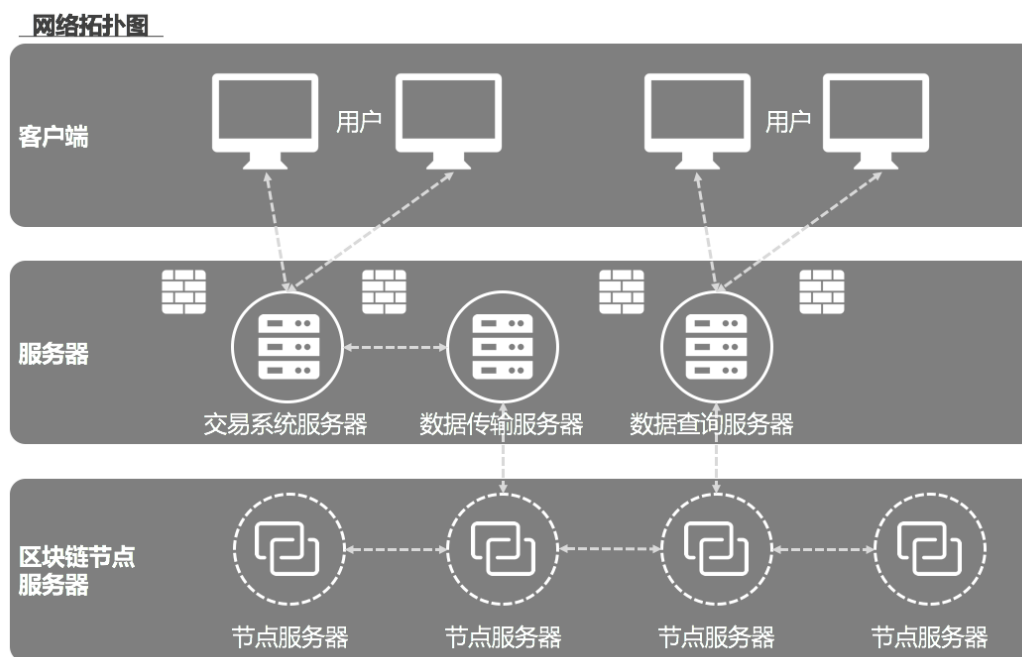 网络拓扑图
客户端
用户
用户
服务器
交易系统服务器
数据传输服务器
数据查询服务器
区块链节点
服务器
节点服务器
节点服务器
节点服务器
节点服务器